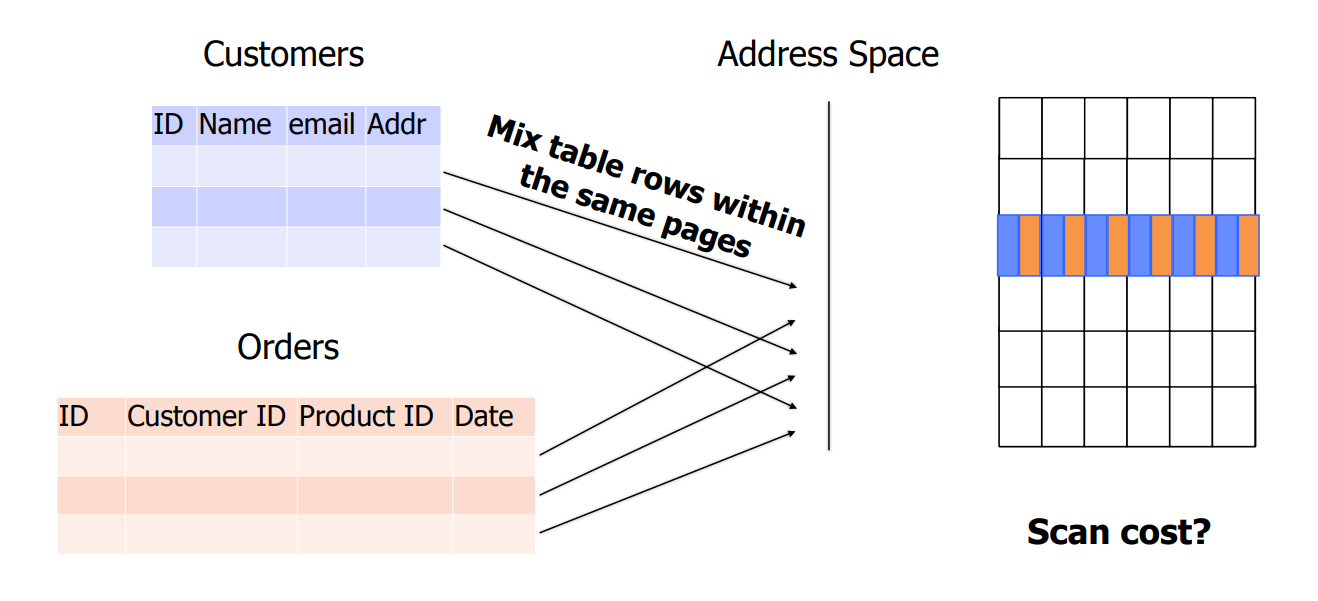 Customers
Address Space
ID Name email Addr
Mix table rows within
the same pages
Orders
ID Customer ID Product ID Date
Scan cost?